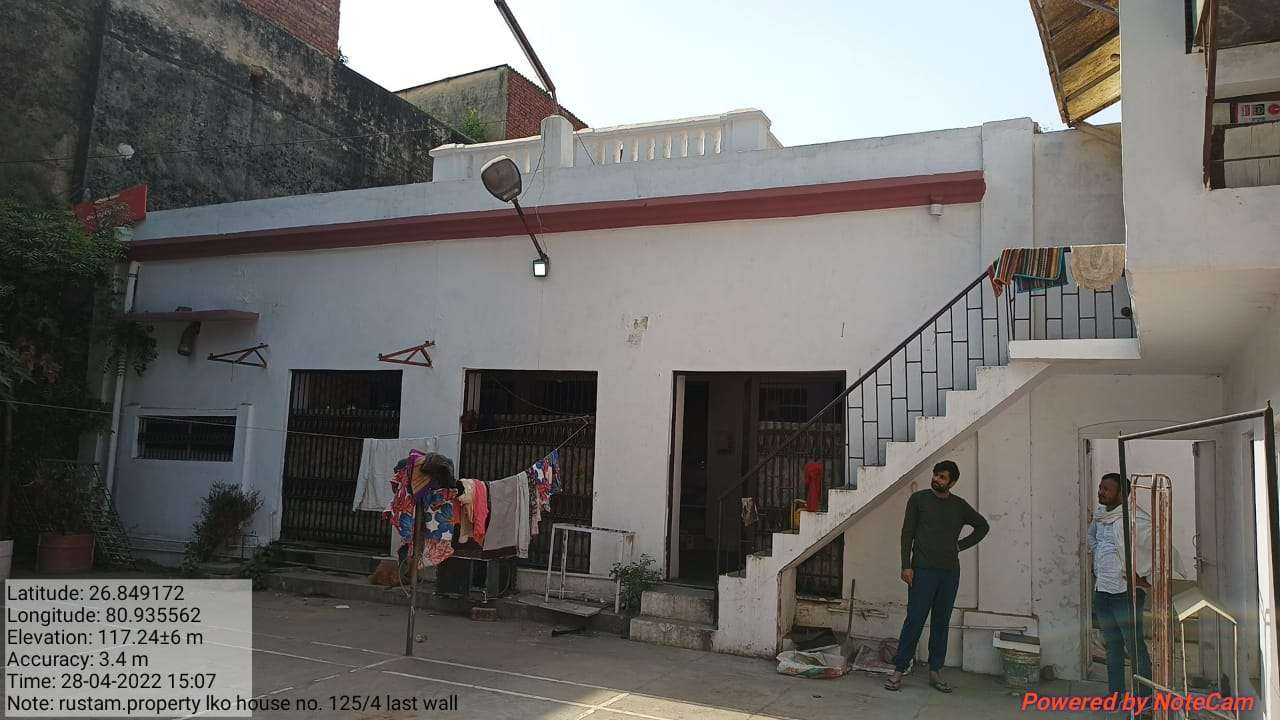 Latitude: 26.849172
Longitude: 80.935562
Elevation: 117.24±6 m
Accuracy: 3.4 m
Time: 28-04-2022 15:07
Note: rustam.property lko house no. 125/4 last wall
Powered by NoteCam